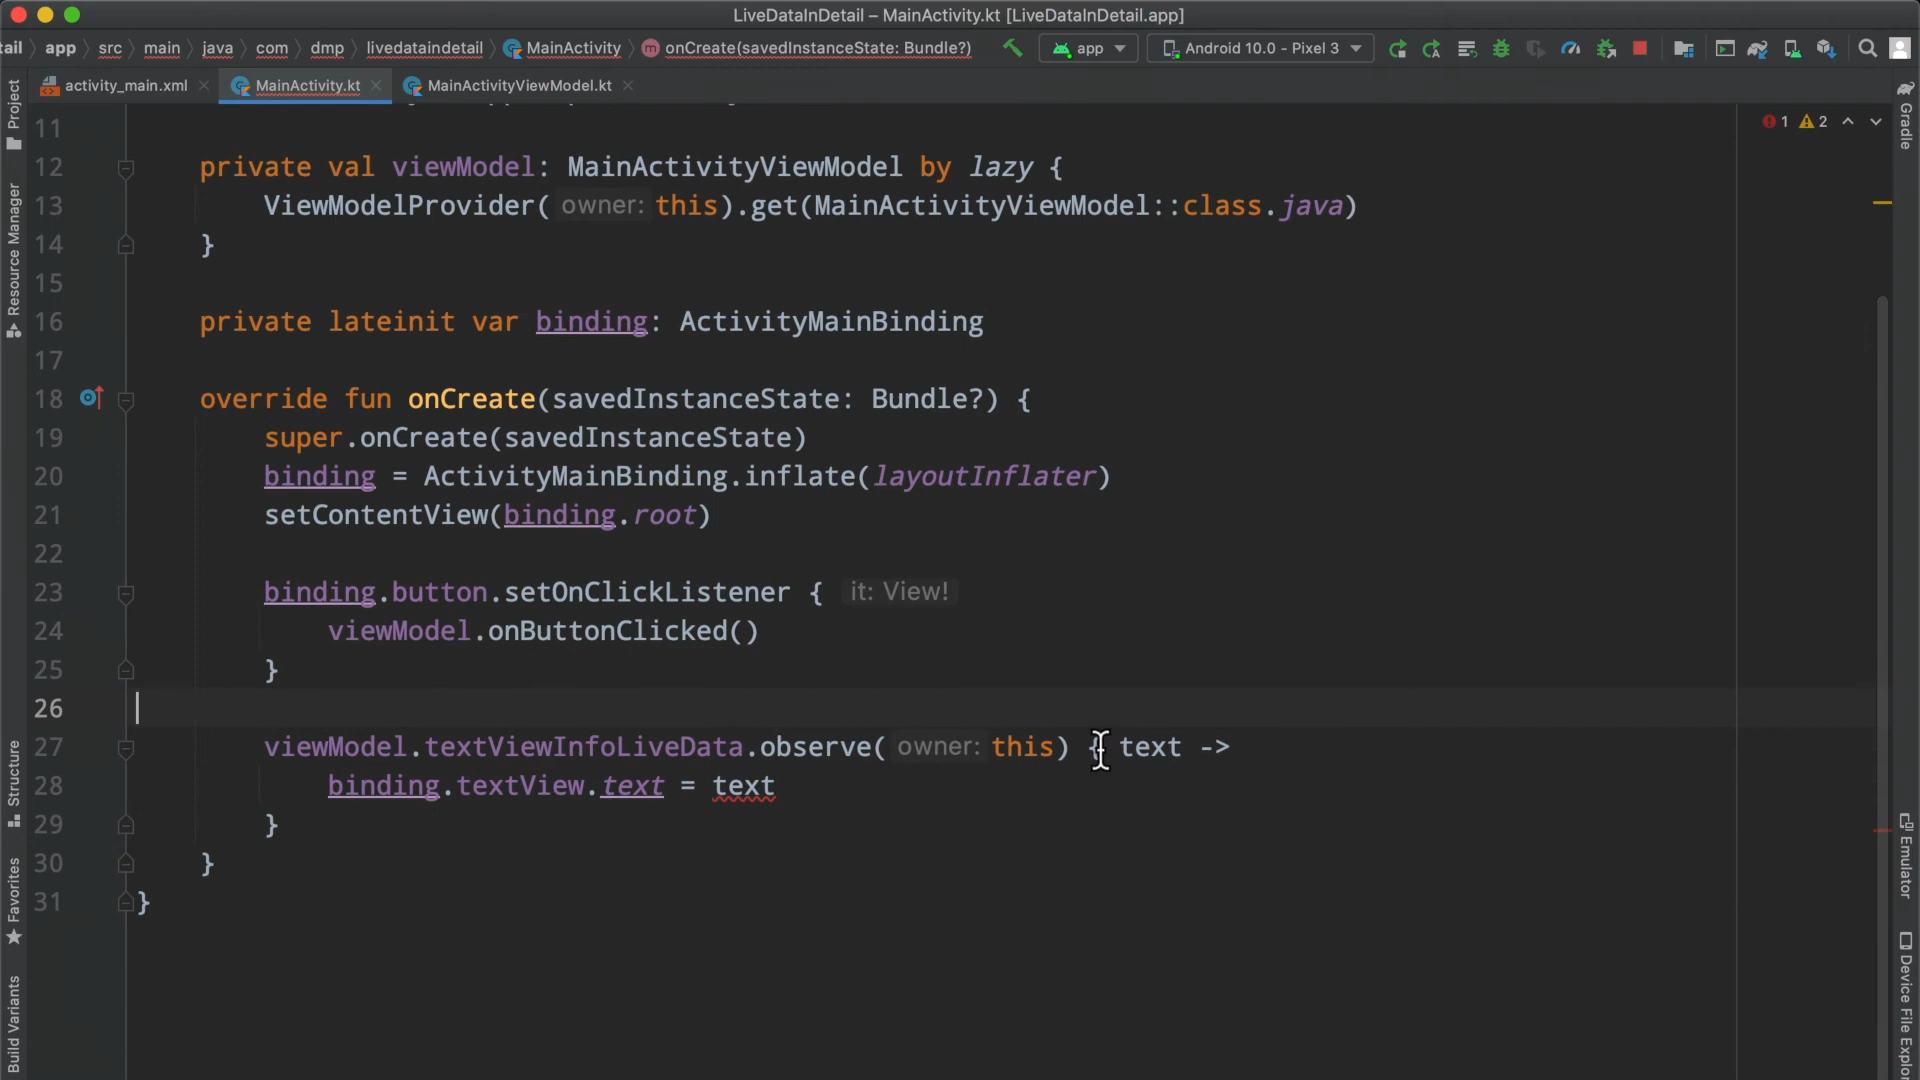 LiveDataInDetail – MainActivity.kt [LiveDataInDetail.app]
tail app src main java com dmp livedataindetail MainActivity onCreate(savedInstanceState: Bundle?) app Android 10.0 - Pixel 3
activity_main.xml MainActivity.kt MainActivityViewModel.kt
1 2
11
12 private val viewModel: MainActivityViewModel by lazy {
13 ViewModelProvider( owner: this).get(MainActivityViewModel::class.java)
14 }
15
16 private lateinit var binding: ActivityMainBinding
17
18 override fun onCreate(savedInstanceState: Bundle?) {
19 super.onCreate(savedInstanceState)
20 binding = ActivityMainBinding.inflate(layoutInflater)
21 setContentView(binding.root)
22
23 binding.button.setOnClickListener { it: View!
24 viewModel.onButtonClicked()
25 }
26
27 viewModel.textViewInfoLiveData.observe( owner: this) { text ->
28 binding.textView.text = text
29 }
30 }
31 }
Project
Resource Manager
Structure
Favorites
Build Variants
Gradle
Emulator
Device File Explor